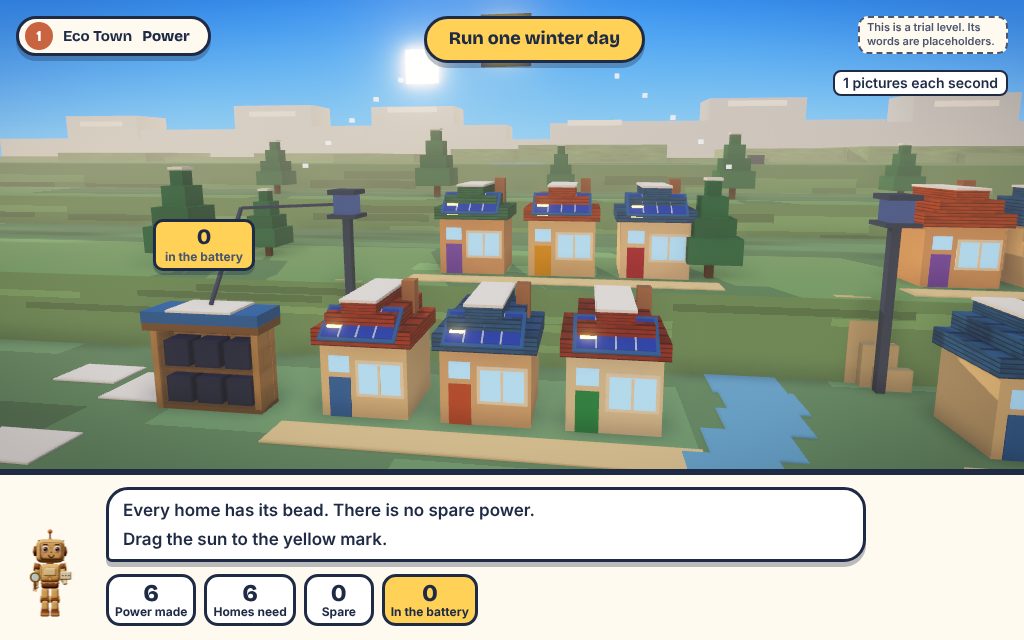 1 Eco Town Power
Run one winter day
This is a trial level. Its
words are placeholders.
1 pictures each second
0
in the battery
Every home has its bead. There is no spare power.
Drag the sun to the yellow mark.
6
Power made
6
Homes need
0
Spare
0
In the battery